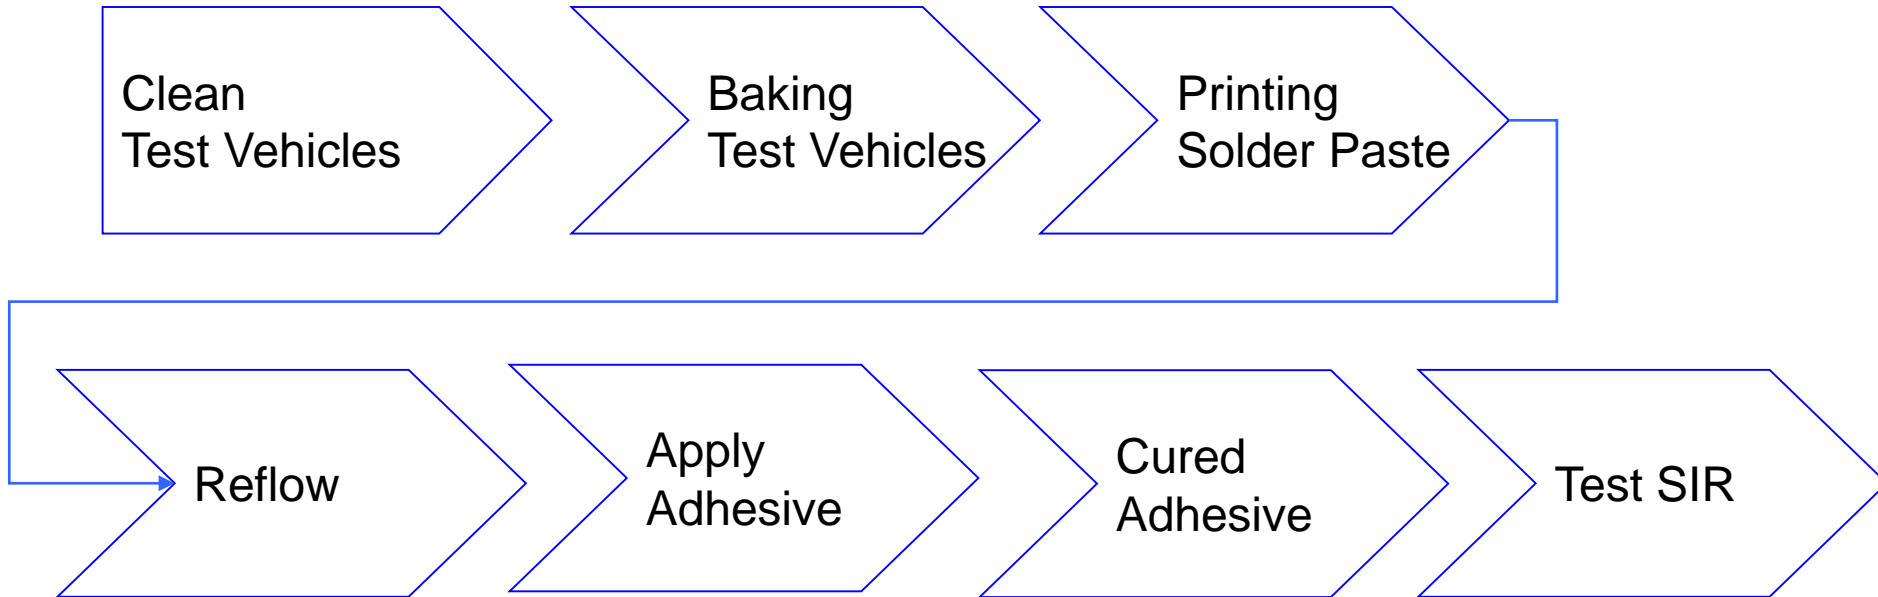 Clean
Test Vehicles
Baking
Test Vehicles
Printing
Solder Paste
Reflow
Apply
Adhesive
Cured
Adhesive
Test SIR